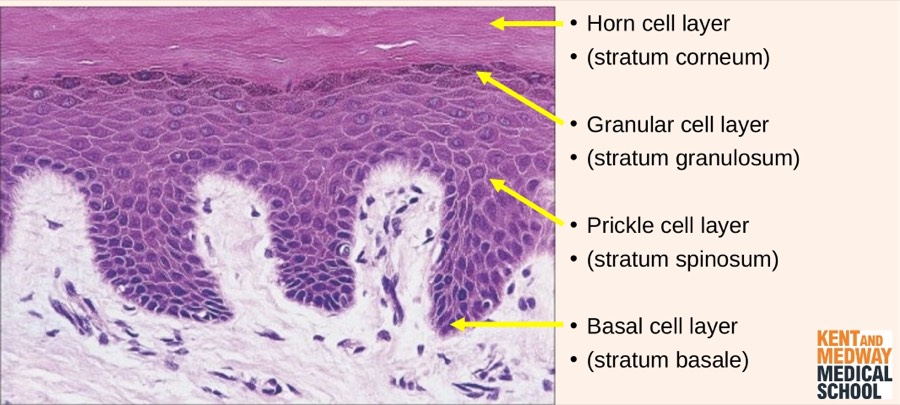 • Horn cell layer
• (stratum corneum)
• Granular cell layer
• (stratum granulosum)
• Prickle cell layer
• (stratum spinosum)
• Basal cell layer
• (stratum basale)
KENT AND
MEDWAY
MEDICAL
SCHOOL